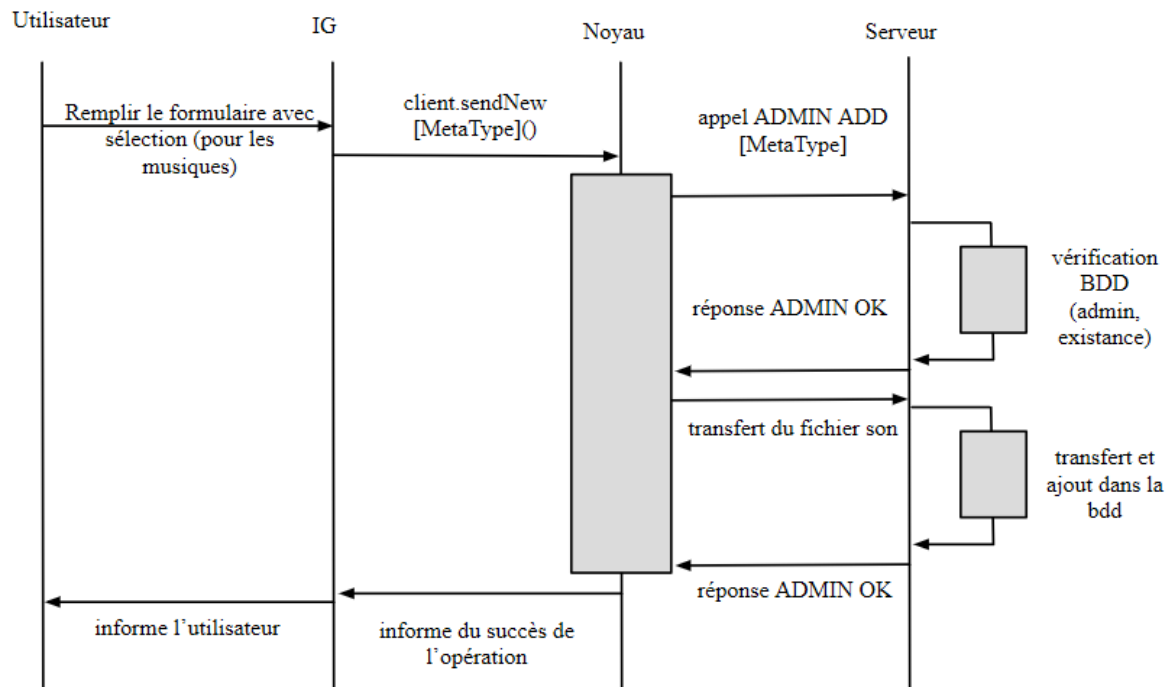 Utilisateur
IG
Noyau
Serveur
Remplir le formulaire avec
sélection (pour les
musiques)
client.sendNew
[MetaType]()
appel ADMIN ADD
[MetaType]
vérification
BDD
(admin,
existance)
réponse ADMIN OK
transfert du fichier son
transfert et
ajout dans la
bdd
réponse ADMIN OK
informe du succès de
l'opération
informe l'utilisateur